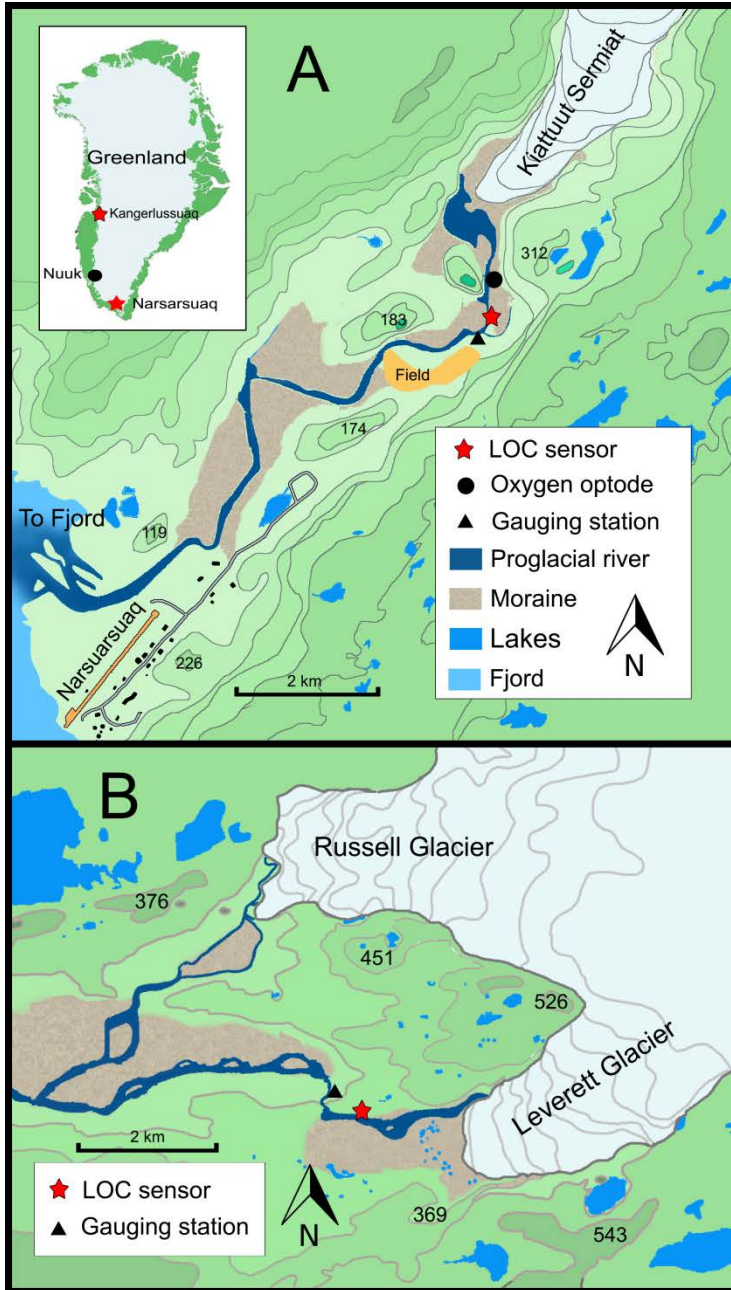 A
Greenland
Kangerlussuaq
Nuuk
Narsarsuaq
Kiattuut Sermiat
312
183
Field
174
To Fjord
119
Narsuarsuaq
226
2 km
LOC sensor
Oxygen optode
Gauging station
Proglacial river
Moraine
Lakes
Fjord
N
B
Russell Glacier
376
451
526
Leverett Glacier
2 km
LOC sensor
Gauging station
N
369
543